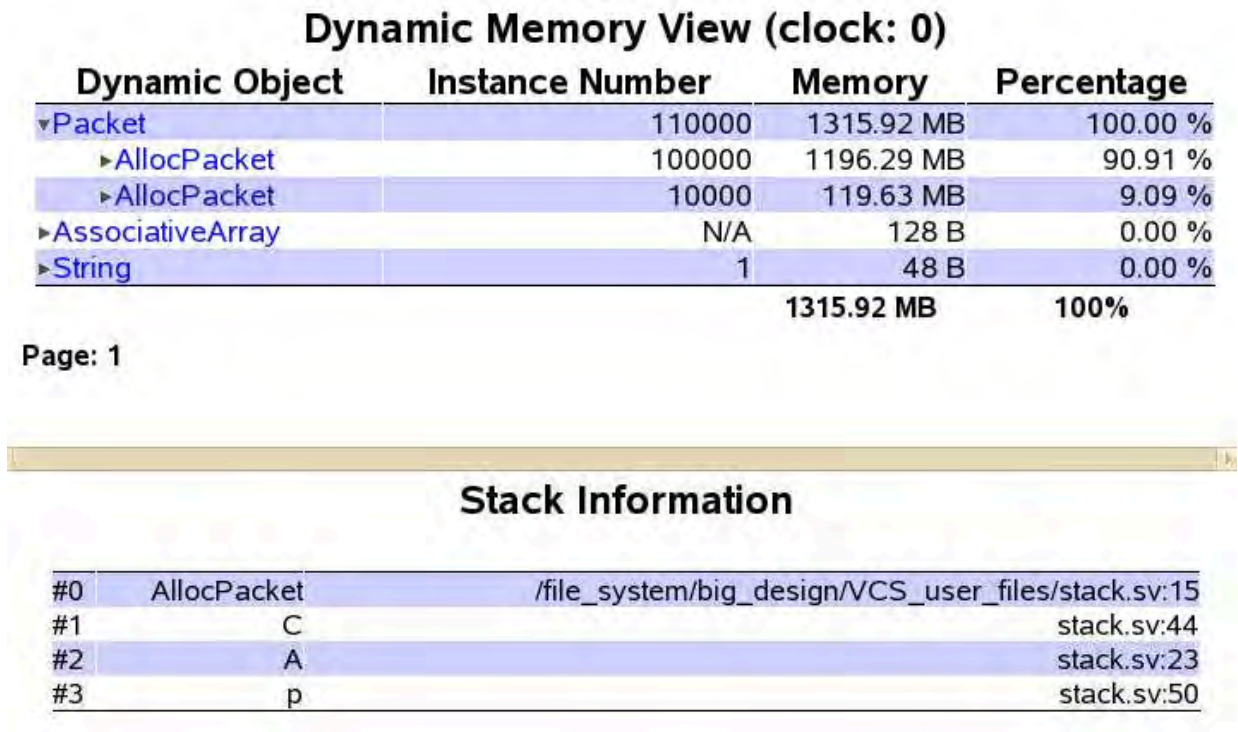 Dynamic Memory View (clock: 0)
Dynamic Object Instance Number Memory Percentage
Packet 110000 1315.92 MB 100.00 %
AllocPacket 100000 1196.29 MB 90.91 %
AllocPacket 10000 119.63 MB 9.09 %
AssociativeArray N/A 128 B 0.00 %
String 1 48 B 0.00 %
1315.92 MB 100%
Page: 1
Stack Information
#0 AllocPacket /file_system/big_design/VCS_user_files/stack.sv:15
#1 C stack.sv:44
#2 A stack.sv:23
#3 p stack.sv:50